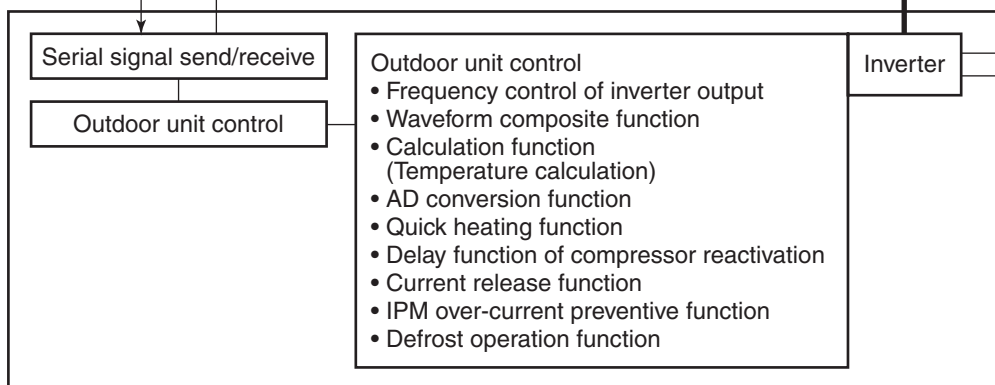 Serial signal send/receive
Outdoor unit control
Outdoor unit control
• Frequency control of inverter output
• Waveform composite function
• Calculation function
(Temperature calculation)
• AD conversion function
• Quick heating function
• Delay function of compressor reactivation
• Current release function
• IPM over-current preventive function
• Defrost operation function
Inverter